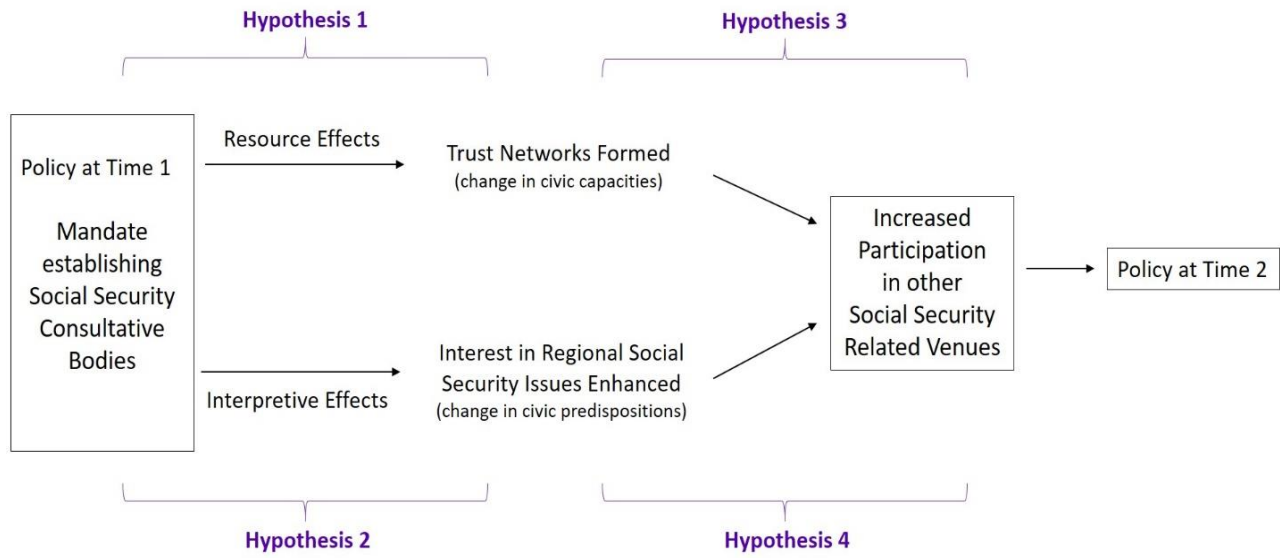 Hypothesis 1
Hypothesis 3
Policy at Time 1
Mandate
establishing
Social Security
Consultative
Bodies
Resource Effects
Trust Networks Formed
(change in civic capacities)
Interpretive Effects
Interest in Regional Social
Security Issues Enhanced
(change in civic predispositions)
Increased
Participation
in other
Social Security
Related Venues
Policy at Time 2
Hypothesis 2
Hypothesis 4